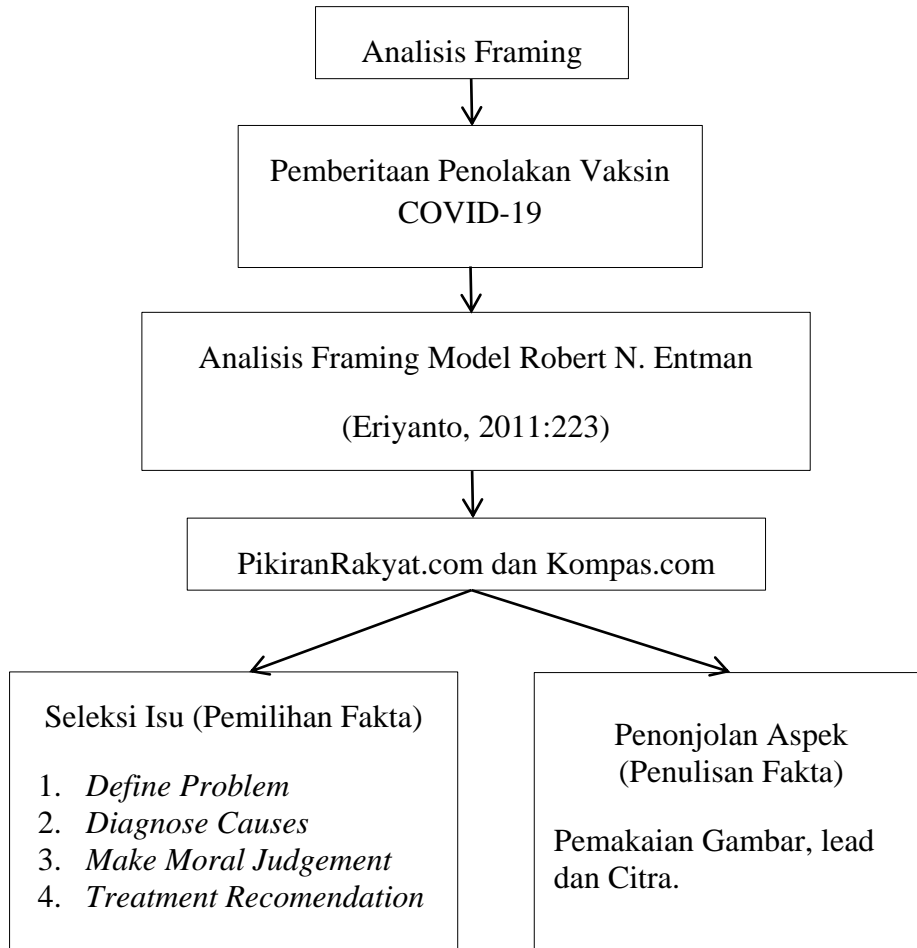 Analisis Framing
Pemberitaan Penolakan Vaksin
COVID-19
Analisis Framing Model Robert N. Entman
(Eriyanto, 2011:223)
PikiranRakyat.com dan Kompas.com
Seleksi Isu (Pemilihan Fakta)
1. Define Problem
2. Diagnose Causes
3. Make Moral Judgement
4. Treatment Recomendation
Penonjolan Aspek
(Penulisan Fakta)
Pemakaian Gambar, lead
dan Citra.